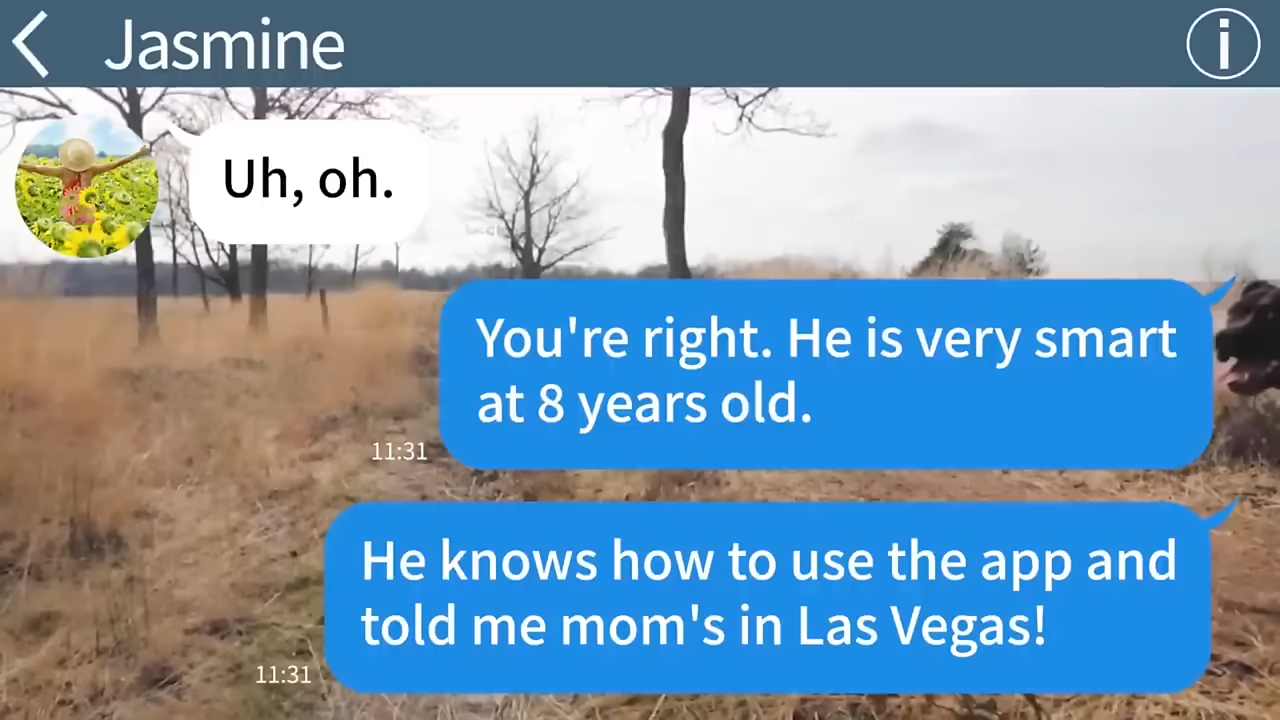 Jasmine
Uh, oh.
You're right. He is very smart
at 8 years old.
11:31
He knows how to use the app and
told me mom's in Las Vegas!
11:31